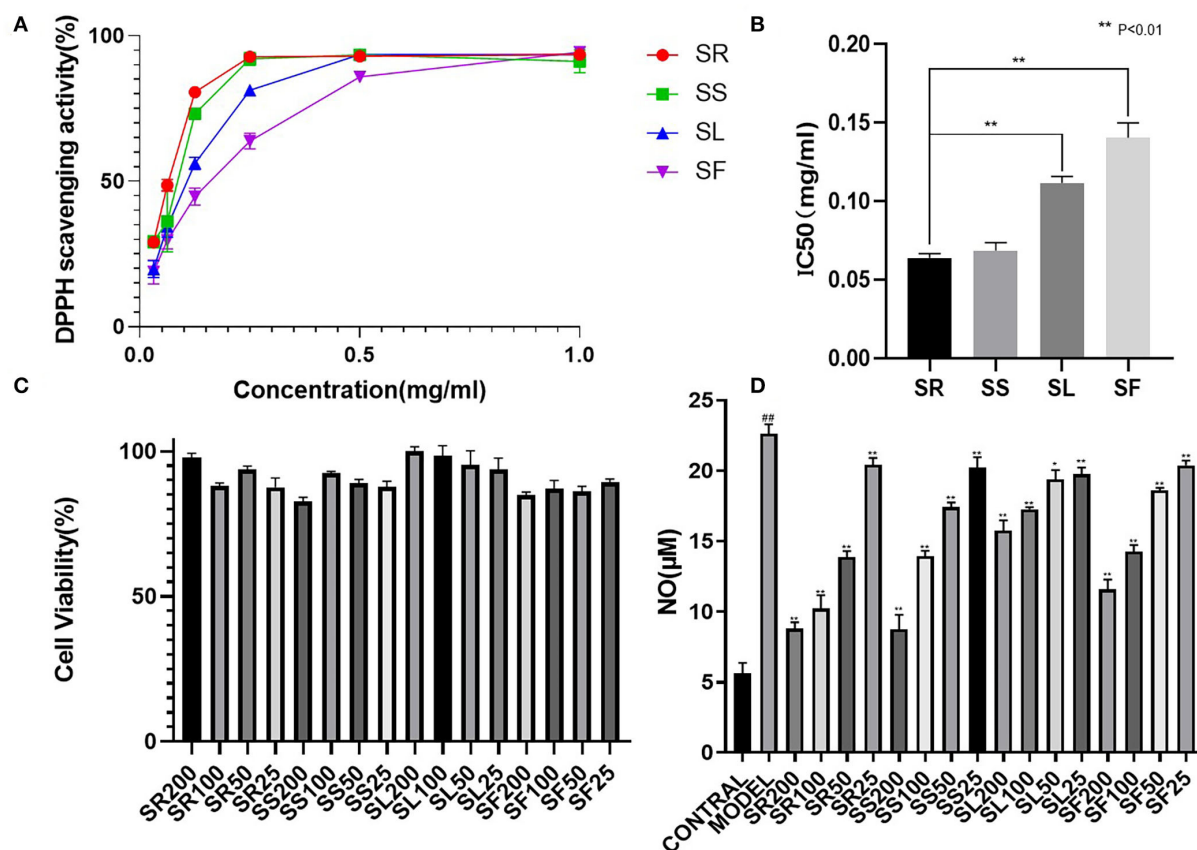 A
DPPH scavenging activity(%)
100
50
0
0.0
0.5
1.0
Concentration(mg/ml)
SR
SS
SL
SF
B
** P<0.01
IC50(mg/ml)
0.20
0.15
0.10
0.05
0.00
**
**
SR
SS
SL
SF
C
Cell Viability(%)
100
50
0
SR200
SR100
SR50
SR25
SS200
SS100
SS50
SS25
SL200
SL100
SL50
SL25
SF200
SF100
SF50
SF25
D
NO(μM)
25
20
15
10
5
0
##
**
**
**
**
**
**
**
**
**
**
*
**
**
**
**
**
CONTRAL
MODEL
SR200
SR100
SR50
SR25
SS200
SS100
SS50
SS25
SL200
SL100
SL50
SL25
SF200
SF100
SF50
SF25